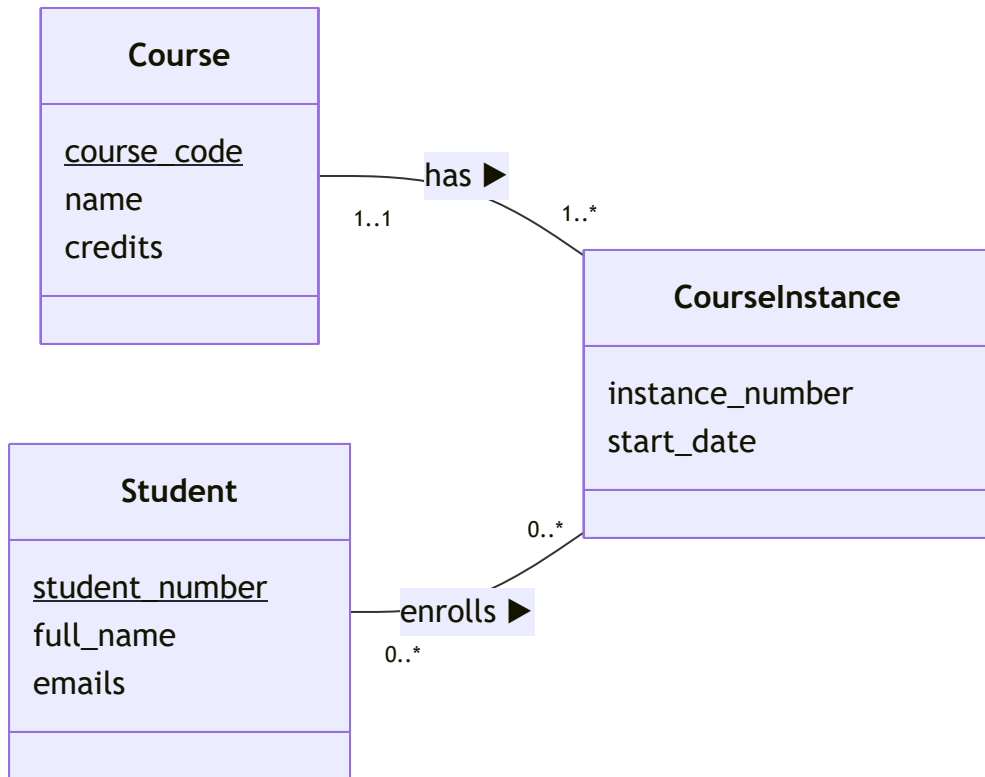 Course
course_code
name
credits
has ▶
1..1
1..*
CourseInstance
instance_number
start_date
Student
student_number
full_name
emails
enrolls ▶
0..*
0..*